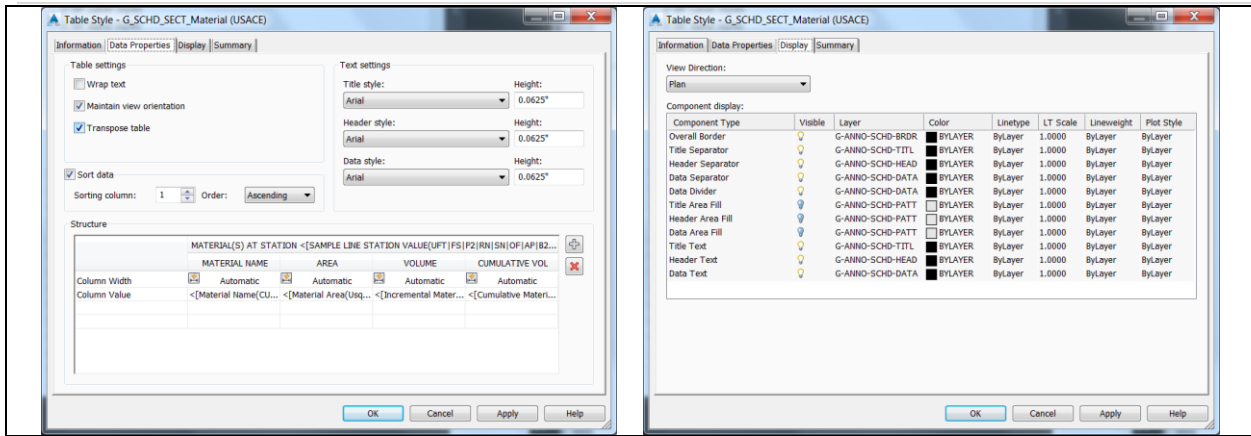 Table Style - G_SCHD_SECT_Material (USACE)
Information Data Properties Display Summary
Table settings
Wrap text
Maintain view orientation
Transpose table
Text settings
Title style: Height:
Arial 0.0625"
Header style: Height:
Arial 0.0625"
Data style: Height:
Arial 0.0625"
Sort data
Sorting column: 1 Order: Ascending
Structure
MATERIAL(S) AT STATION <[SAMPLE LINE STATION VALUE(UFT|FS|P2|RN|SN|OF|AP|B2...
MATERIAL NAME AREA VOLUME CUMULATIVE VOL
Column Width Automatic Automatic Automatic Automatic
Column Value <[Material Name(CU... <[Material Area(Usq... <[Incremental Mater... <[Cumulative Materi...
OK Cancel Apply Help
Table Style - G_SCHD_SECT_Material (USACE)
Information Data Properties Display Summary
View Direction:
Plan
Component display:
Component Type Visible Layer Color Linetype LT Scale Lineweight Plot Style
Overall Border G-ANNO-SCHD-BRDR BYLAYER ByLayer 1.0000 ByLayer ByLayer
Title Separator G-ANNO-SCHD-TITL BYLAYER ByLayer 1.0000 ByLayer ByLayer
Header Separator G-ANNO-SCHD-HEAD BYLAYER ByLayer 1.0000 ByLayer ByLayer
Data Separator G-ANNO-SCHD-DATA BYLAYER ByLayer 1.0000 ByLayer ByLayer
Data Divider G-ANNO-SCHD-DATA BYLAYER ByLayer 1.0000 ByLayer ByLayer
Title Area Fill G-ANNO-SCHD-PATT BYLAYER ByLayer 1.0000 ByLayer ByLayer
Header Area Fill G-ANNO-SCHD-PATT BYLAYER ByLayer 1.0000 ByLayer ByLayer
Data Area Fill G-ANNO-SCHD-PATT BYLAYER ByLayer 1.0000 ByLayer ByLayer
Title Text G-ANNO-SCHD-TITL BYLAYER ByLayer 1.0000 ByLayer ByLayer
Header Text G-ANNO-SCHD-HEAD BYLAYER ByLayer 1.0000 ByLayer ByLayer
Data Text G-ANNO-SCHD-DATA BYLAYER ByLayer 1.0000 ByLayer ByLayer
OK Cancel Apply Help